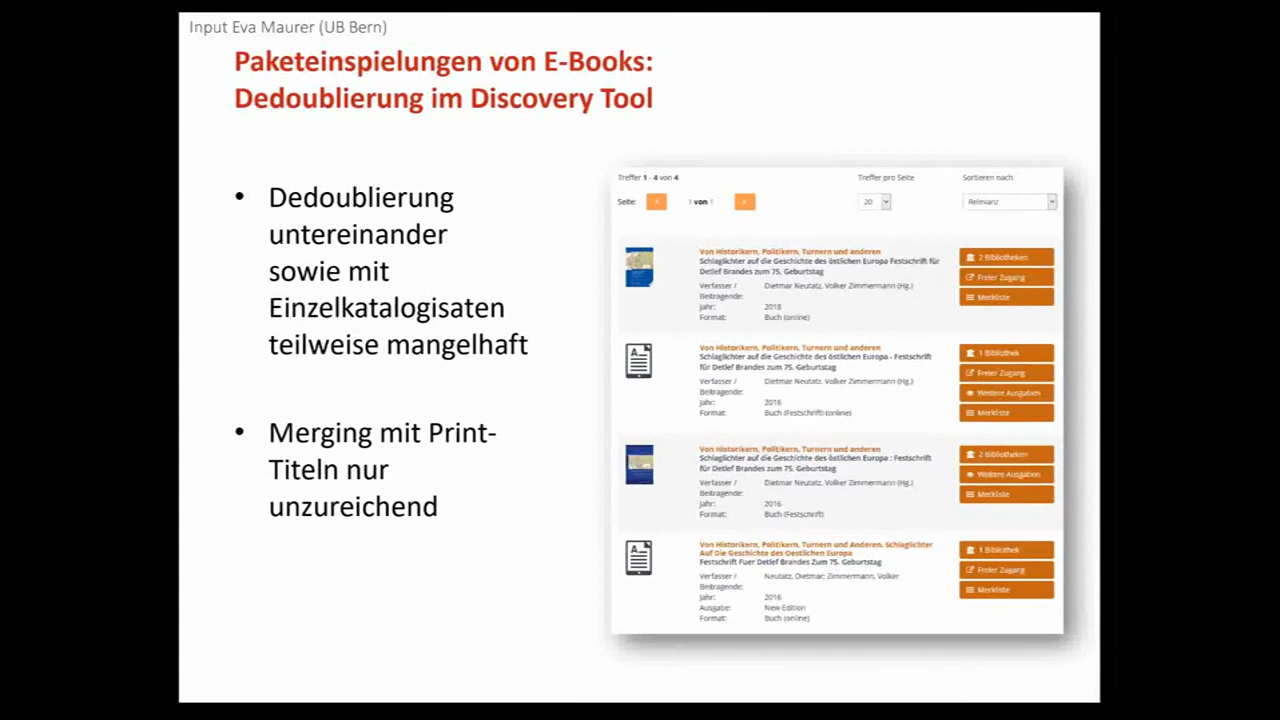 Input Eva Maurer (UB Bern)
Paketeinspielungen von E-Books:
Dedoublierung im Discovery Tool
• Dedoublierung
untereinander
sowie mit
Einzelkatalogisaten
teilweise mangelhaft
• Merging mit Print-
Titeln nur
unzureichend
Treffer 1 - 4 von 4
Treffer pro Seite
Sortieren nach
Seite:
1 von 1
20
Relevanz
Von Historikern, Politikern, Turnern und anderen
Schlaglichter auf die Geschichte des östlichen Europa Festschrift für
Detlef Brandes zum 75. Geburtstag
Verfasser / Dietmar Neutatz, Volker Zimmermann (Hg.)
Beitragende:
Jahr: 2018
Format: Buch (online)
2 Bibliotheken
Freier Zugang
Merkliste
Von Historikern, Politikern, Turnern und anderen
Schlaglichter auf die Geschichte des östlichen Europa - Festschrift
für Detlef Brandes zum 75. Geburtstag
Verfasser / Dietmar Neutatz. Volker Zimmermann (Hg.)
Beitragende:
Jahr: 2016
Format: Buch (Festschrift) (online)
1 Bibliothek
Freier Zugang
Weitere Ausgaben
Merkliste
Von Historikern, Politikern, Turnern und anderen
Schlaglichter auf die Geschichte des östlichen Europa : Festschrift
für Detlef Brandes zum 75. Geburtstag
Verfasser / Dietmar Neutatz, Volker Zimmermann (Hg.)
Beitragende:
Jahr: 2016
Format: Buch (Festschrift)
2 Bibliotheken
Weitere Ausgaben
Merkliste
Von Historikern, Politikern, Turnern und Anderen. Schlaglichter
Auf Die Geschichte des Oestlichen Europa
Festschrift Fuer Detlef Brandes Zum 75. Geburtstag
Verfasser / Neutatz, Dietmar; Zimmermann, Volker
Beitragende:
Jahr: 2016
Ausgabe: New Edition
Format: Buch (online)
1 Bibliothek
Freier Zugang
Merkliste